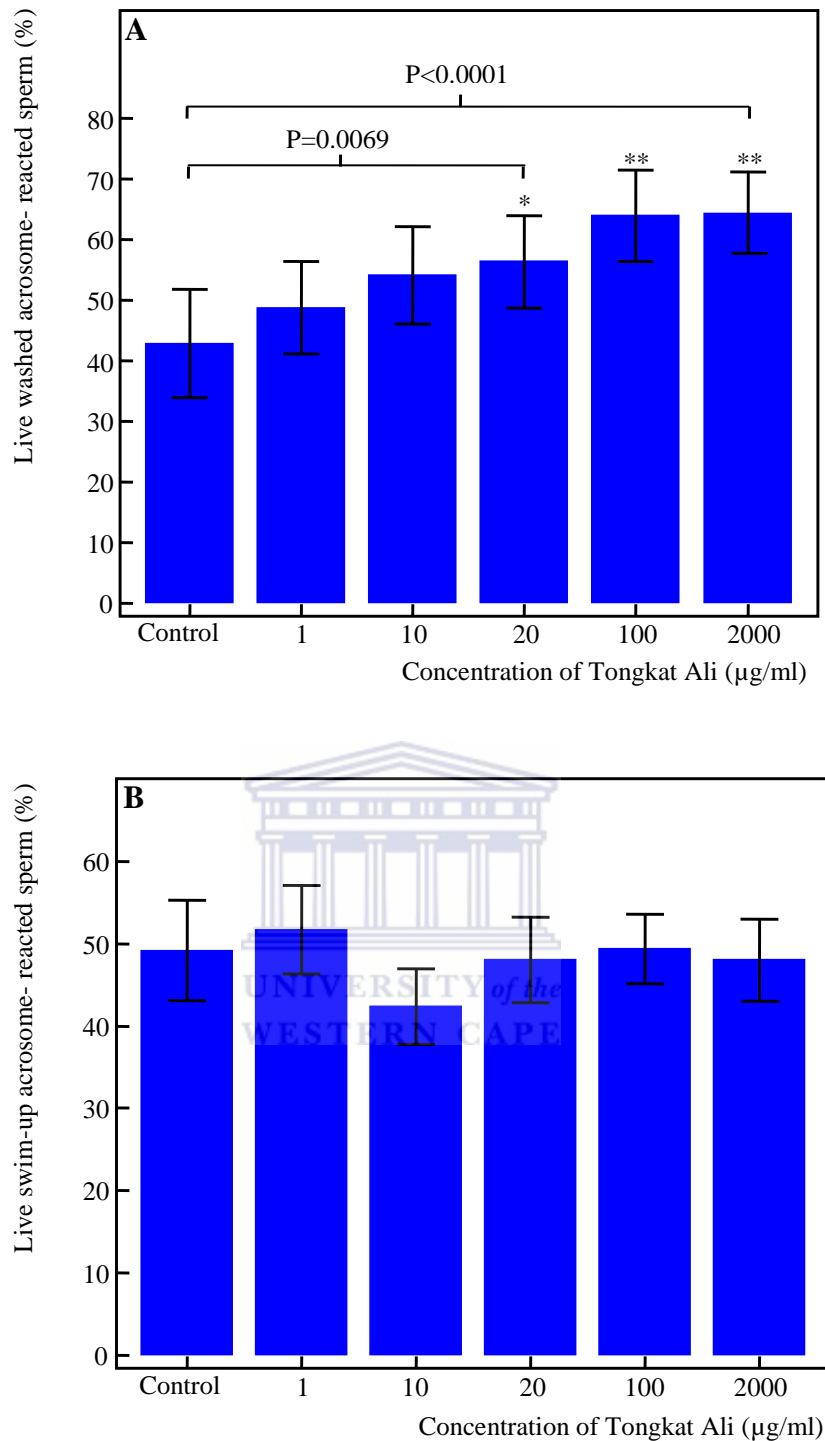 A
Live washed acrosome- reacted sperm (%)
P<0.0001
P=0.0069
80
70
60
50
40
30
20
10
0
*
**
**
Control 1 10 20 100 2000
Concentration of Tongkat Ali (µg/ml)
B
Live swim-up acrosome- reacted sperm (%)
60
50
40
30
20
10
0
UNIVERSITY of the
WESTERN CAPE
Control 1 10 20 100 2000
Concentration of Tongkat Ali (µg/ml)